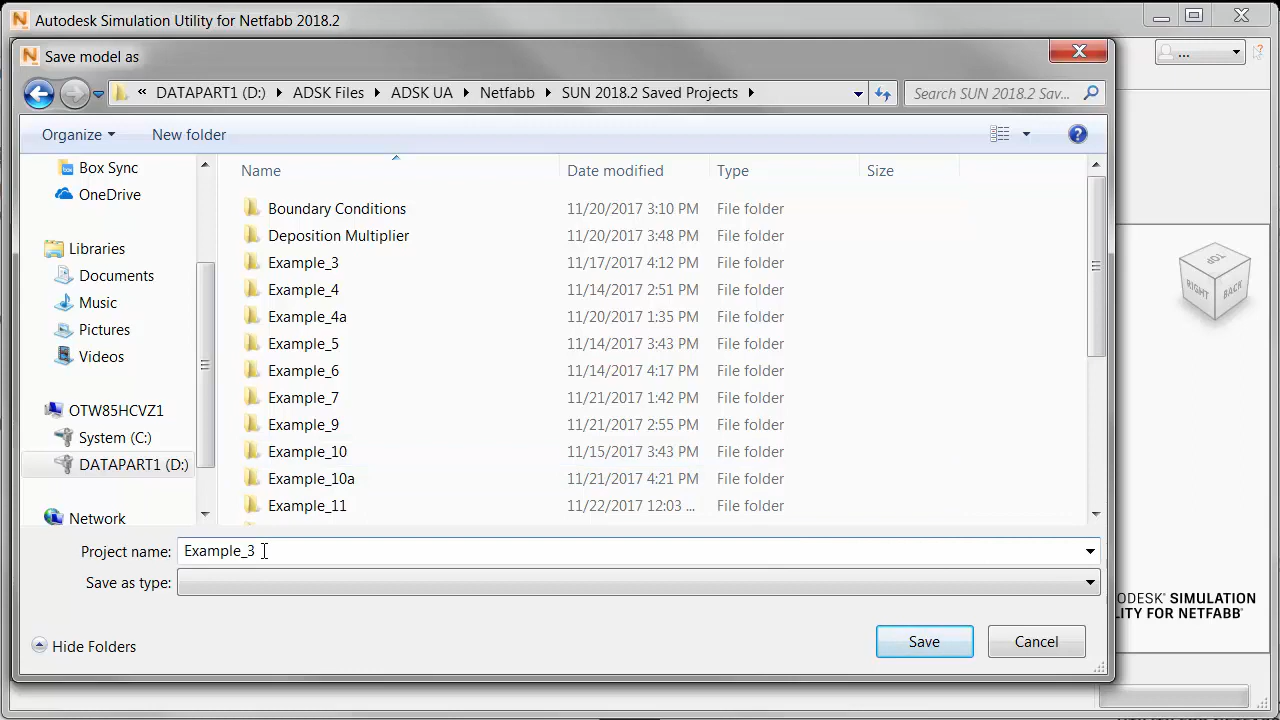 Autodesk Simulation Utility for Netfabb 2018.2
Save model as
...
« DATAPART1 (D:) ADSK Files ADSK UA Netfabb SUN 2018.2 Saved Projects
Search SUN 2018.2 Sav...
Organize New folder
Box Sync
OneDrive
Libraries
Documents
Music
Pictures
Videos
OTW85HCVZ1
System (C:)
DATAPART1 (D:)
Network
Name Date modified Type Size
Boundary Conditions 11/20/2017 3:10 PM File folder
Deposition Multiplier 11/20/2017 3:48 PM File folder
Example_3 11/17/2017 4:12 PM File folder
Example_4 11/14/2017 2:51 PM File folder
Example_4a 11/20/2017 1:35 PM File folder
Example_5 11/14/2017 3:43 PM File folder
Example_6 11/14/2017 4:17 PM File folder
Example_7 11/21/2017 1:42 PM File folder
Example_9 11/21/2017 2:55 PM File folder
Example_10 11/15/2017 3:43 PM File folder
Example_10a 11/21/2017 4:21 PM File folder
Example_11 11/22/2017 12:03 ... File folder
TOP
RIGHT BACK
Project name: Example_3
Save as type:
Hide Folders
Save Cancel
ODESK® SIMULATION
ILITY FOR NETFABB®